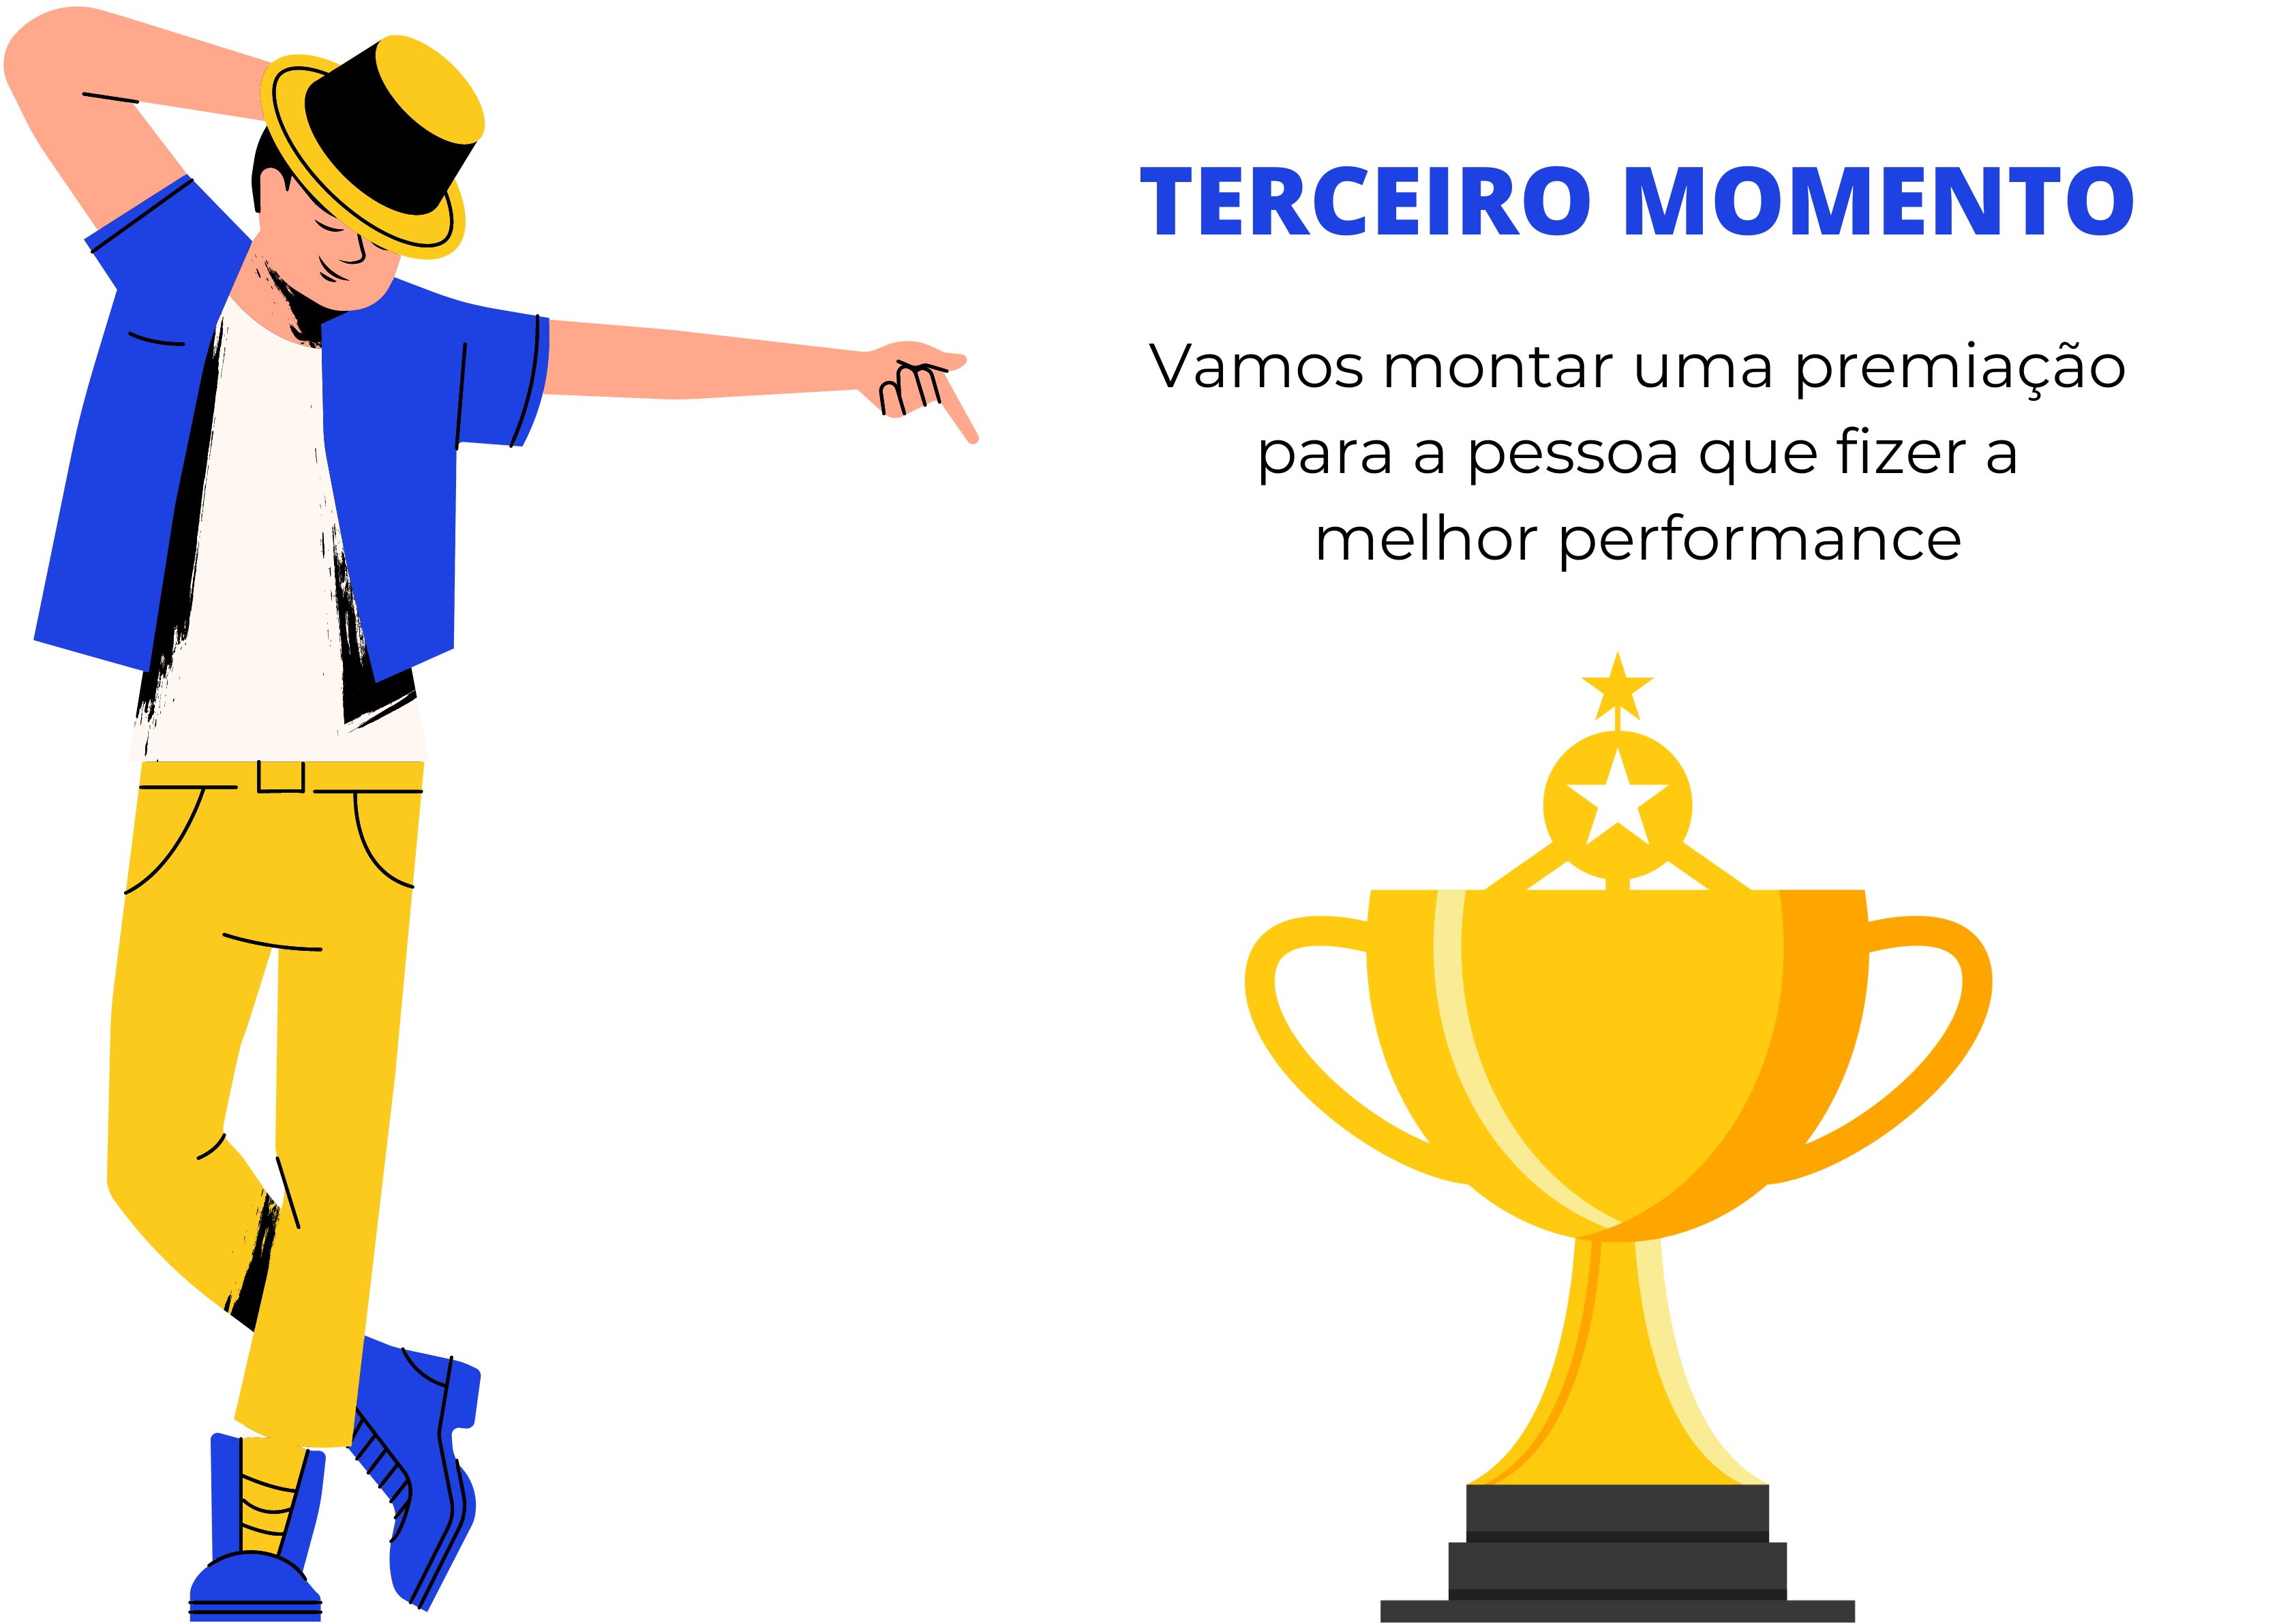 TERCEIRO MOMENTO
Vamos montar uma premiação
para a pessoa que fizer a
melhor performance